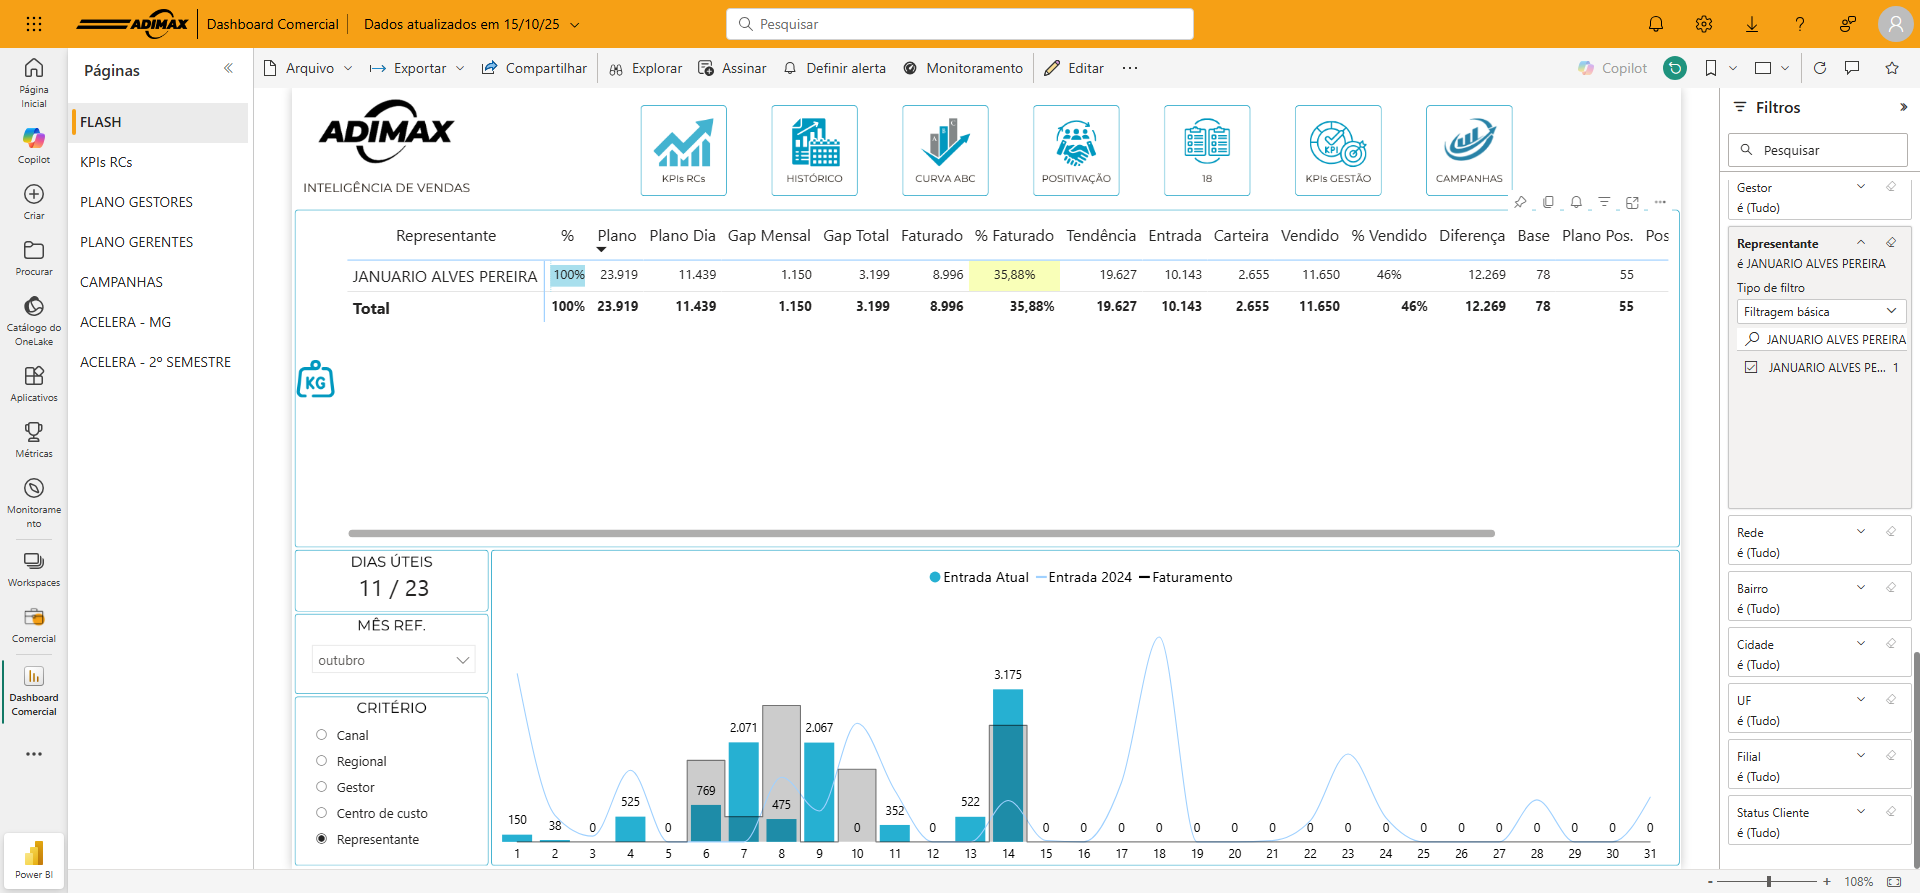 ADIMAX
Dashboard Comercial
Dados atualizados em 15/10/25
Pesquisar
A
Página
Inicial
Copilot
Criar
Procurar
Catálogo do
OneLake
Aplicativos
Métricas
Monitorame
nto
Workspaces
Comercial
Dashboard
Comercial
Power BI
Páginas
FLASH
KPIs RCs
PLANO GESTORES
PLANO GERENTES
CAMPANHAS
ACELERA - MG
ACELERA - 2º SEMESTRE
Arquivo
Exportar
Compartilhar
Explorar
Assinar
Definir alerta
Monitoramento
Editar
Copilot
ADIMAX
INTELIGÊNCIA DE VENDAS
KPIs RCs
HISTÓRICO
A B C
CURVA ABC
POSITIVAÇÃO
18
KPI
KPIs GESTÃO
CAMPANHAS
Representante % Plano Plano Dia Gap Mensal Gap Total Faturado % Faturado Tendência Entrada Carteira Vendido % Vendido Diferença Base Plano Pos. Pos
JANUARIO ALVES PEREIRA 100% 23.919 11.439 1.150 3.199 8.996 35,88% 19.627 10.143 2.655 11.650 46% 12.269 78 55
Total 100% 23.919 11.439 1.150 3.199 8.996 35,88% 19.627 10.143 2.655 11.650 46% 12.269 78 55
KG
DIAS ÚTEIS
11 / 23
MÊS REF.
outubro
CRITÉRIO
Canal
Regional
Gestor
Centro de custo
Representante
Entrada Atual Entrada 2024 Faturamento
150 38 0 525 0 769 2.071 475 2.067 0 352 0 522 3.175 0 0 0 0 0 0 0 0 0 0 0 0 0 0 0 0 0
1 2 3 4 5 6 7 8 9 10 11 12 13 14 15 16 17 18 19 20 21 22 23 24 25 26 27 28 29 30 31
Filtros
Pesquisar
Gestor
é (Tudo)
Representante
é JANUARIO ALVES PEREIRA
Tipo de filtro
Filtragem básica
JANUARIO ALVES PEREIRA
JANUARIO ALVES PE... 1
Rede
é (Tudo)
Bairro
é (Tudo)
Cidade
é (Tudo)
UF
é (Tudo)
Filial
é (Tudo)
Status Cliente
é (Tudo)
- + 108%